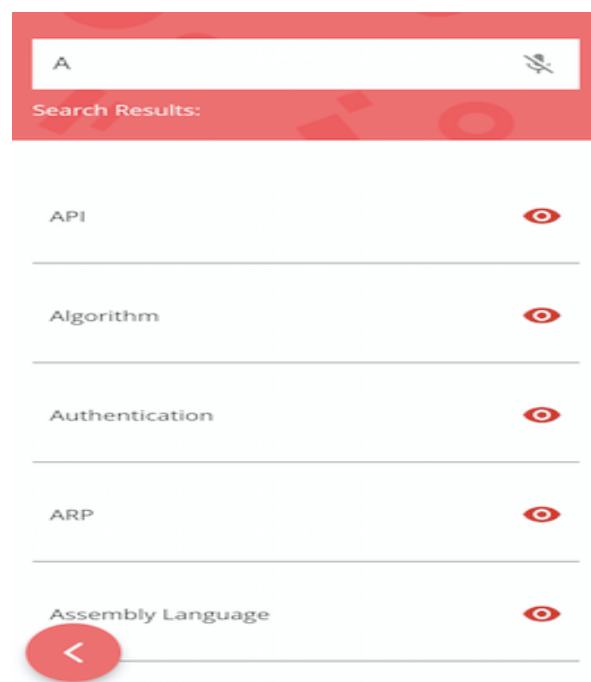 A
Search Results:
API
Algorithm
Authentication
ARP
Assembly Language